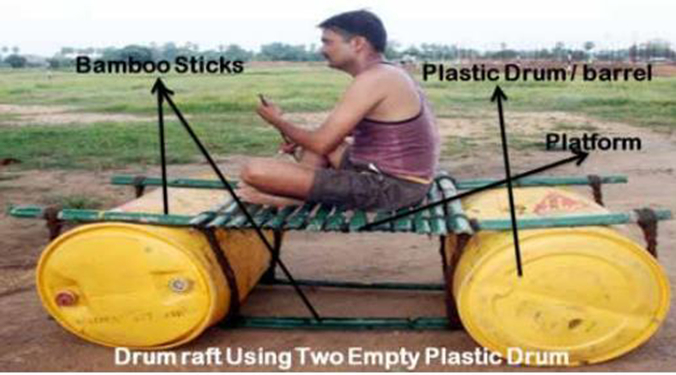 Bamboo Sticks
Plastic Drum / barrel
Platform
Drum raft Using Two Empty Plastic Drum